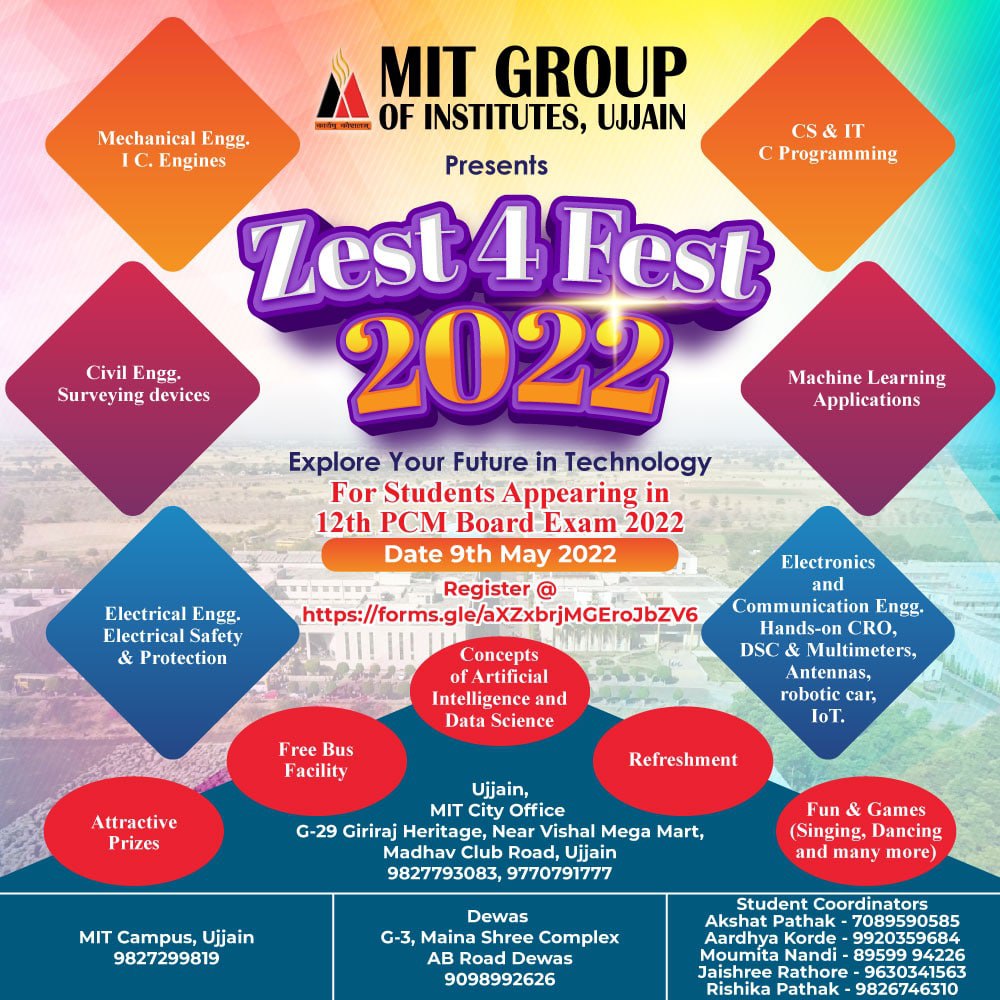 MIT GROUP
OF INSTITUTES, UJJAIN
Presents
Zest 4 Fest
2022
Explore Your Future in Technology
For Students Appearing in
12th PCM Board Exam 2022
Date 9th May 2022
Register @
https://forms.gle/aXZxbrjMGEroJbZV6
Mechanical Engg.
I C. Engines
CS & IT
C Programming
Civil Engg.
Surveying devices
Machine Learning
Applications
Electrical Engg.
Electrical Safety
& Protection
Electronics
and
Communication Engg.
Hands-on CRO,
DSC & Multimeters,
Antennas,
robotic car,
IoT.
Concepts
of Artificial
Intelligence and
Data Science
Free Bus
Facility
Refreshment
Attractive
Prizes
Fun & Games
(Singing, Dancing
and many more)
Ujjain,
MIT City Office
G-29 Giriraj Heritage, Near Vishal Mega Mart,
Madhav Club Road, Ujjain
9827793083, 9770791777
MIT Campus, Ujjain
9827299819
Dewas
G-3, Maina Shree Complex
AB Road Dewas
9098992626
Student Coordinators
Akshat Pathak - 7089590585
Aardhya Korde - 9920359684
Moumita Nandi - 89599 94226
Jaishree Rathore - 9630341563
Rishika Pathak - 9826746310